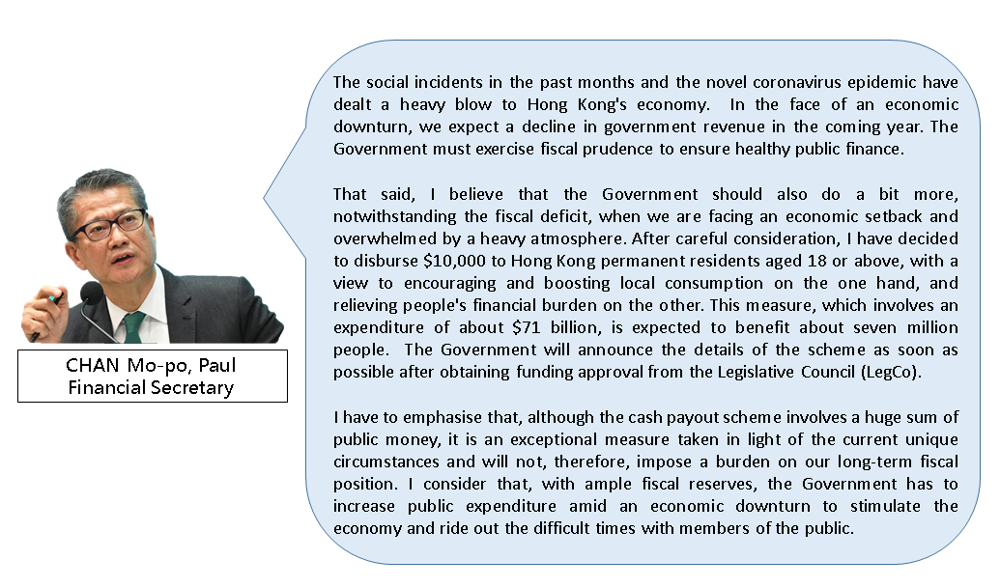 The social incidents in the past months and the novel coronavirus epidemic have
dealt a heavy blow to Hong Kong's economy. In the face of an economic
downturn, we expect a decline in government revenue in the coming year. The
Government must exercise fiscal prudence to ensure healthy public finance.
That said, I believe that the Government should also do a bit more,
notwithstanding the fiscal deficit, when we are facing an economic setback and
overwhelmed by a heavy atmosphere. After careful consideration, I have decided
to disburse $10,000 to Hong Kong permanent residents aged 18 or above, with a
view to encouraging and boosting local consumption on the one hand, and
relieving people's financial burden on the other. This measure, which involves an
expenditure of about $71 billion, is expected to benefit about seven million
people. The Government will announce the details of the scheme as soon as
possible after obtaining funding approval from the Legislative Council (LegCo).
I have to emphasise that, although the cash payout scheme involves a huge sum of
public money, it is an exceptional measure taken in light of the current unique
circumstances and will not, therefore, impose a burden on our long-term fiscal
position. I consider that, with ample fiscal reserves, the Government has to
increase public expenditure amid an economic downturn to stimulate the
economy and ride out the difficult times with members of the public.
CHAN Mo-po, Paul
Financial Secretary